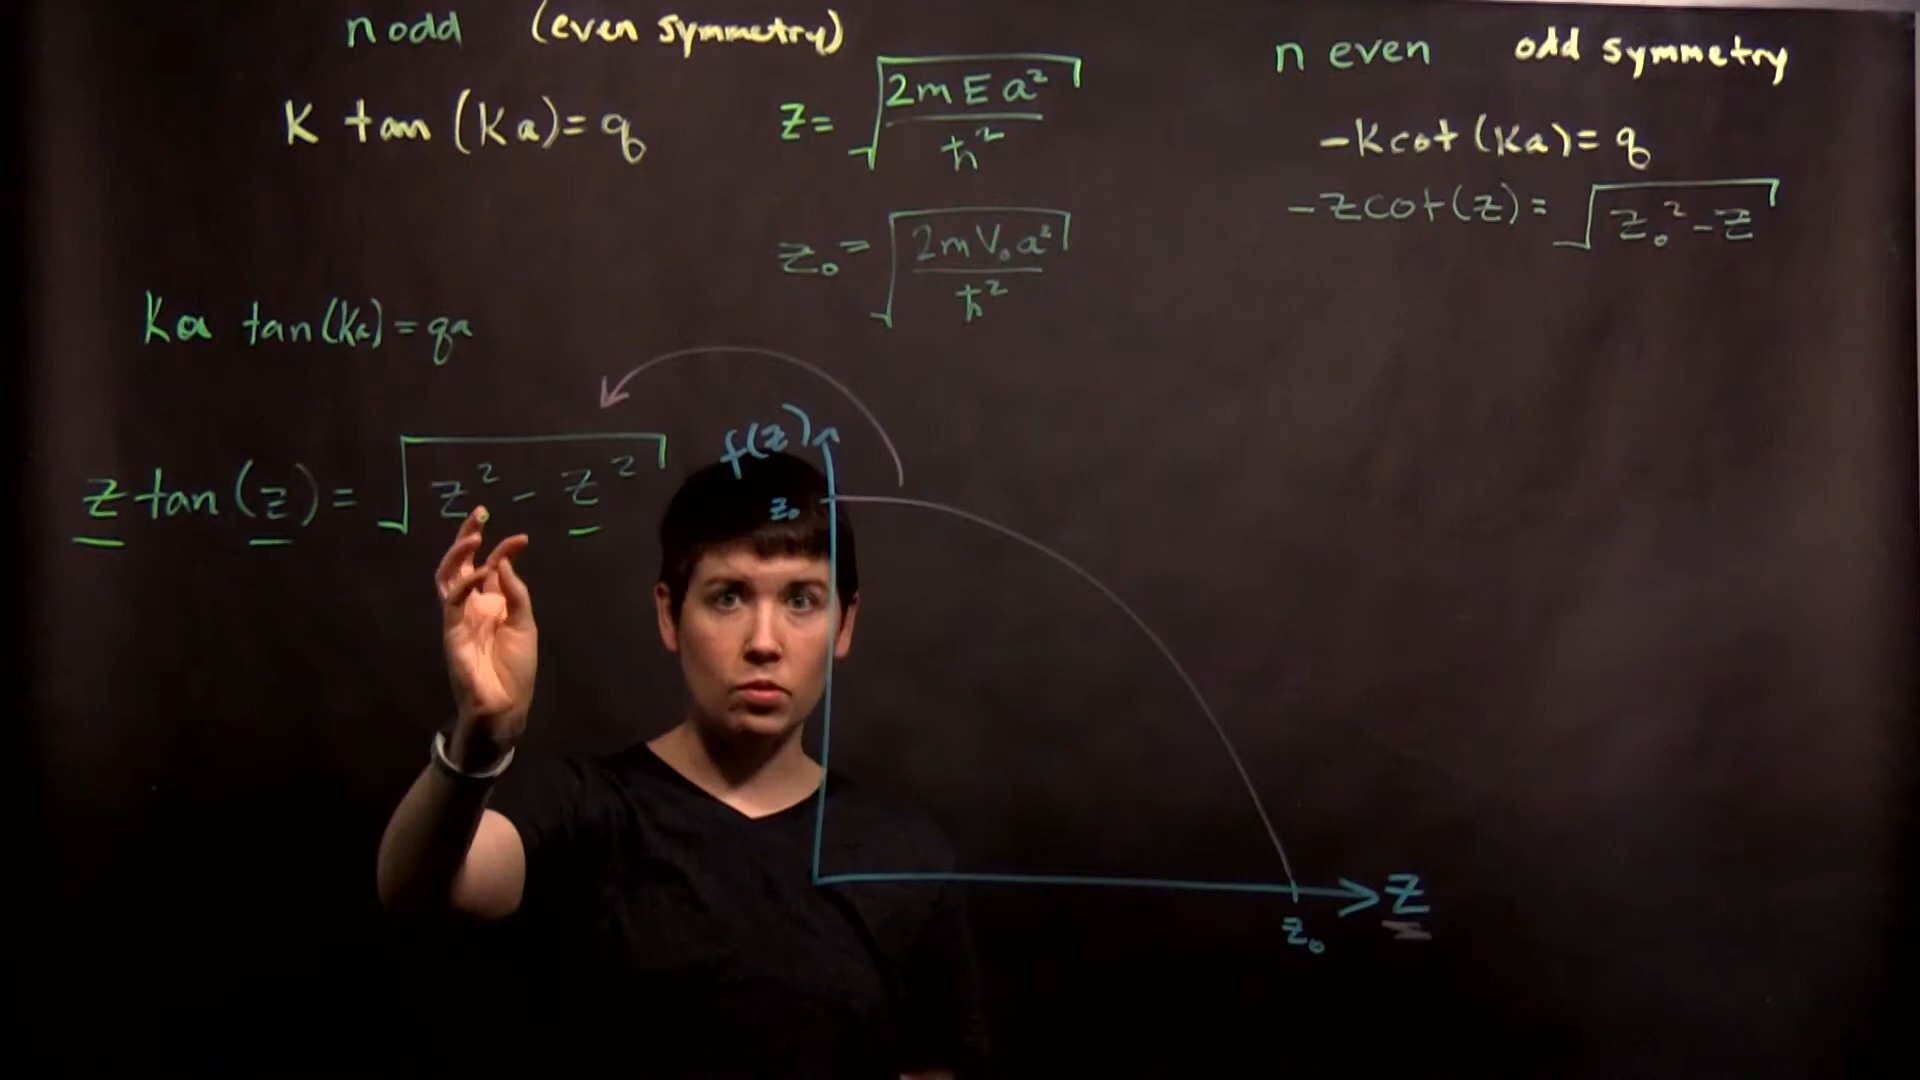 n odd (even symmetry)
k tan (ka) = q
z = √(2mEa² / ħ²)
z₀ = √(2mV₀a² / ħ²)
n even odd symmetry
-k cot (ka) = q
-z cot(z) = √(z₀² - z)
ka tan(ka) = qa
z tan(z) = √(z₀² - z²)
f(z)
z₀
z
z₀